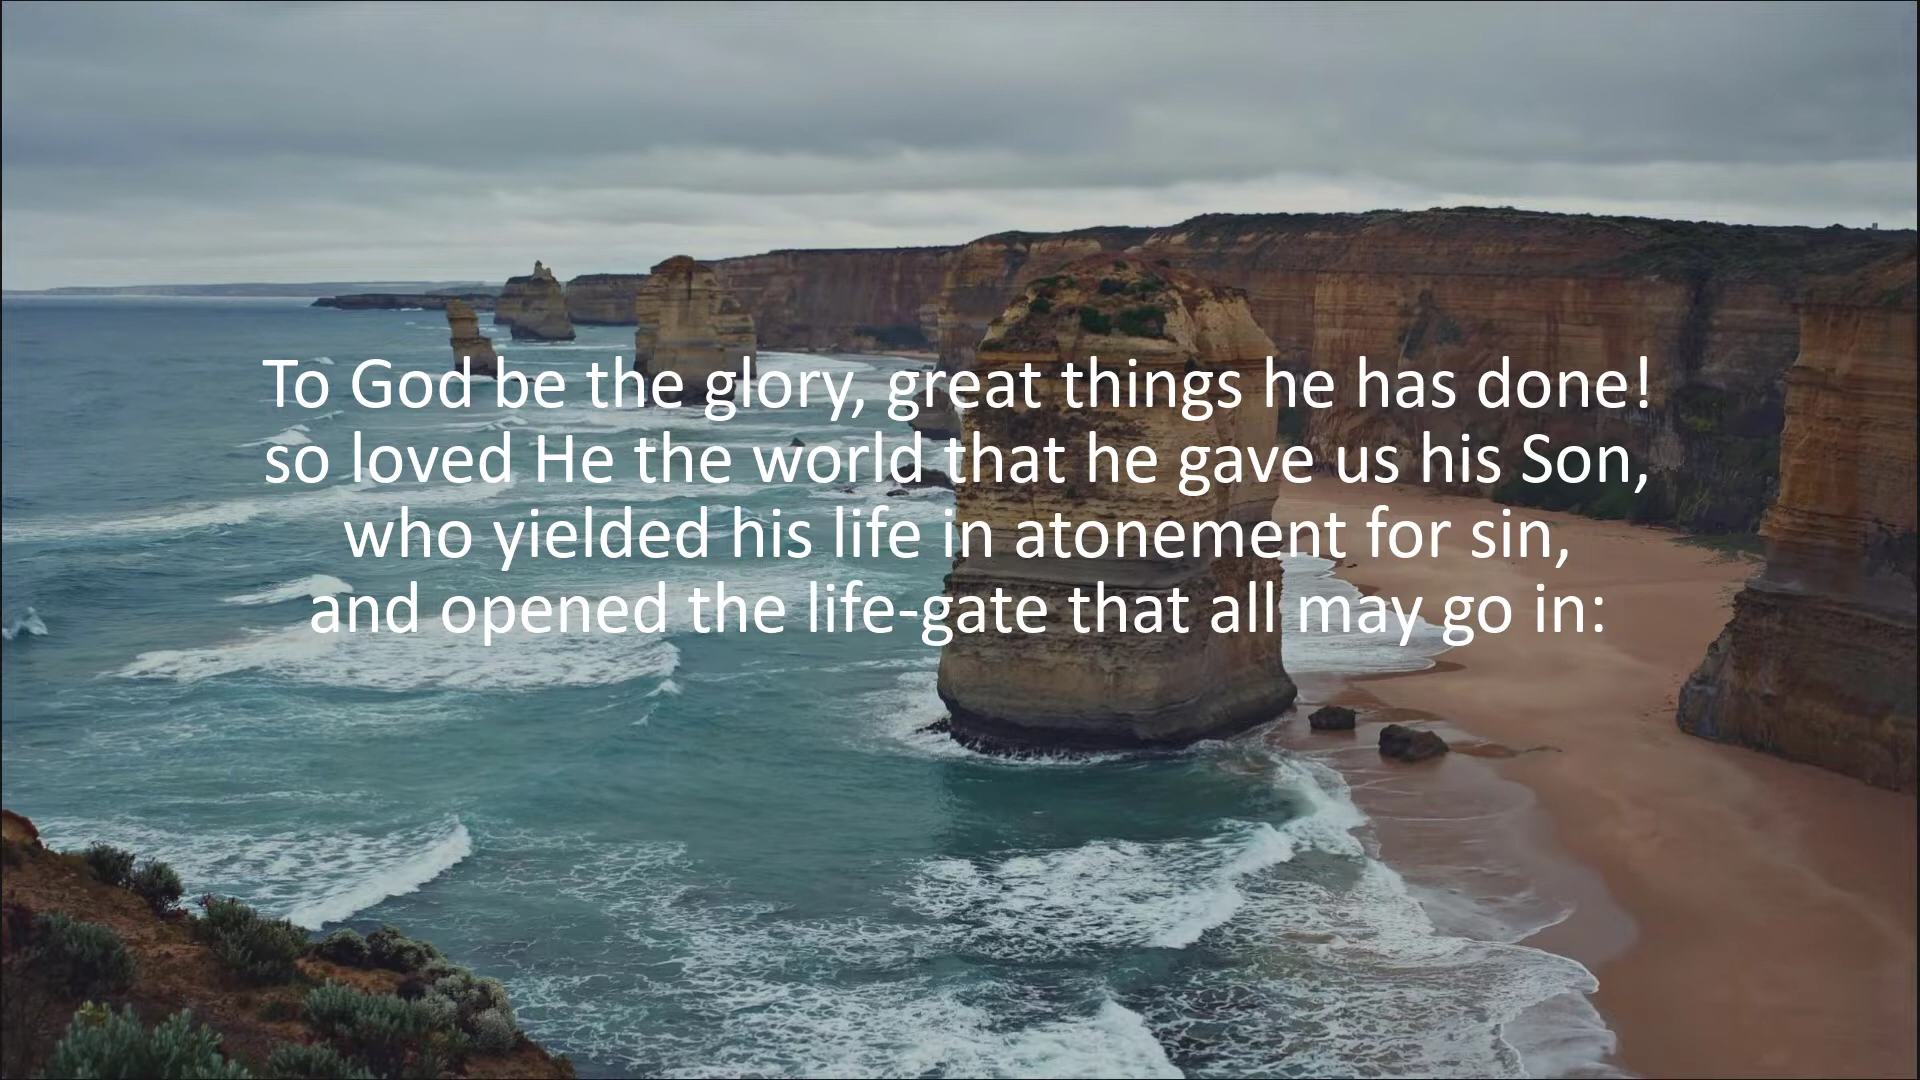 To God be the glory, great things he has done!
so loved He the world that he gave us his Son,
who yielded his life in atonement for sin,
and opened the life-gate that all may go in: